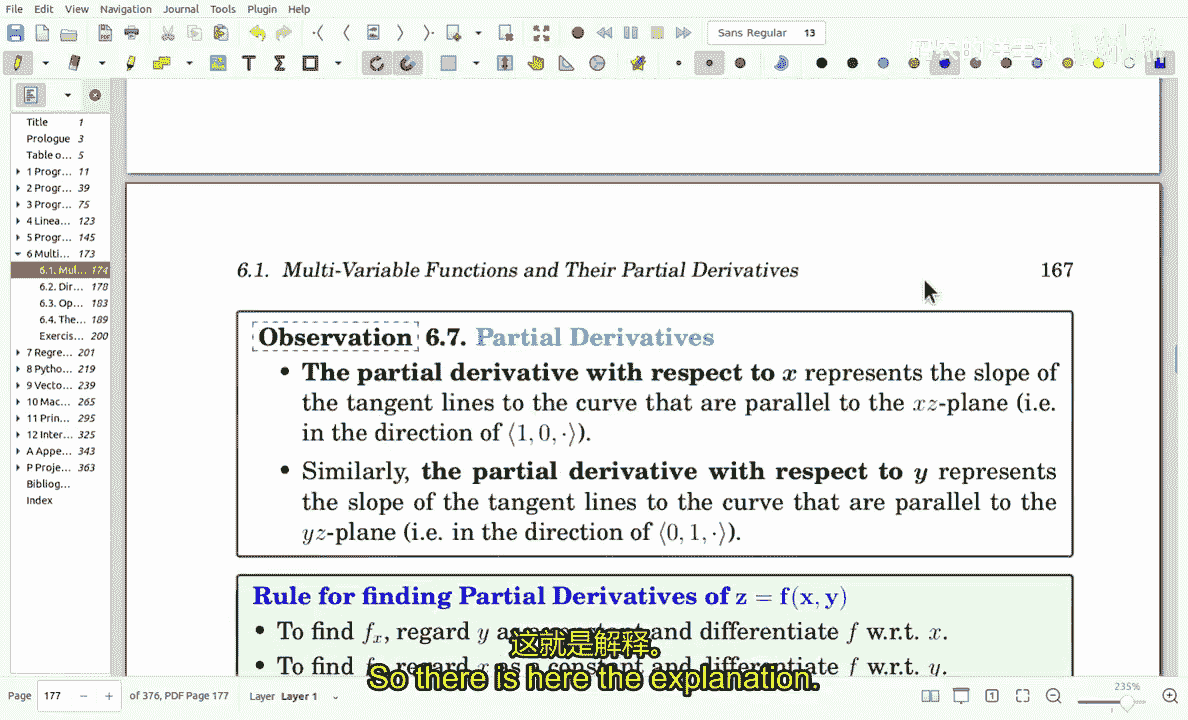 File Edit View Navigation Journal Tools Plugin Help
Sans Regular 13
Title 1
Prologue 3
Table o... 5
1 Progr... 11
2 Progr... 39
3 Progr... 75
4 Linea... 123
5 Progr... 145
6 Multi... 173
6.1. Mul... 174
6.2. Dir... 178
6.3. Op... 183
6.4. The... 189
Exercis... 200
7 Regre... 201
8 Pytho... 219
9 Vecto... 239
10 Mac... 265
11 Prin... 295
12 Inter... 325
A Appe... 343
P Proje... 363
Bibliog...
Index
6.1. Multi-Variable Functions and Their Partial Derivatives 167
Observation 6.7. Partial Derivatives
• The partial derivative with respect to x represents the slope of
the tangent lines to the curve that are parallel to the xz-plane (i.e.
in the direction of ⟨1, 0, ·⟩).
• Similarly, the partial derivative with respect to y represents
the slope of the tangent lines to the curve that are parallel to the
yz-plane (i.e. in the direction of ⟨0, 1, ·⟩).
Rule for finding Partial Derivatives of z = f(x, y)
• To find fx, regard y as a constant and differentiate f w.r.t. x.
• To find regard x as a constant and differentiate f w.r.t. y.
这就是解释。
So there is here the explanation.
Page 177 − + of 376, PDF Page 177 Layer Layer 1
235%